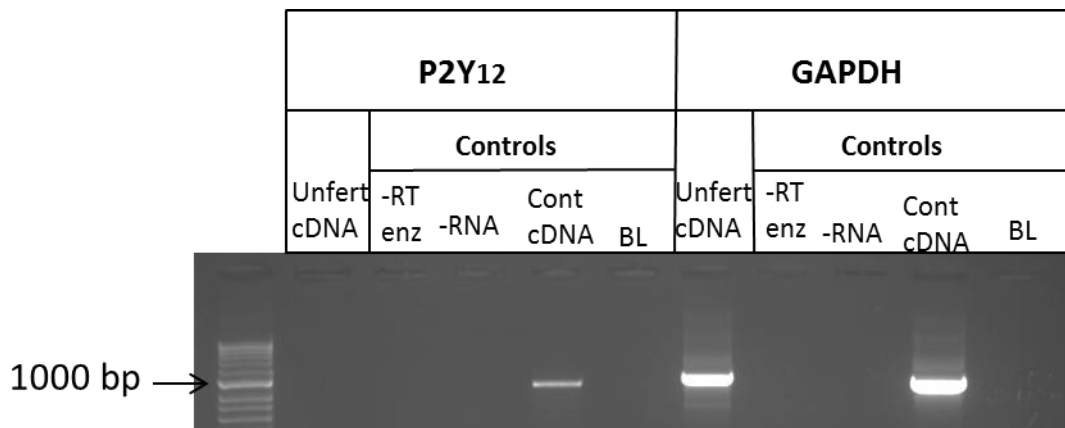 P2Y12 GAPDH
Controls Controls
Unfert cDNA -RT enz -RNA Cont cDNA BL Unfert cDNA -RT enz -RNA Cont cDNA BL
1000 bp